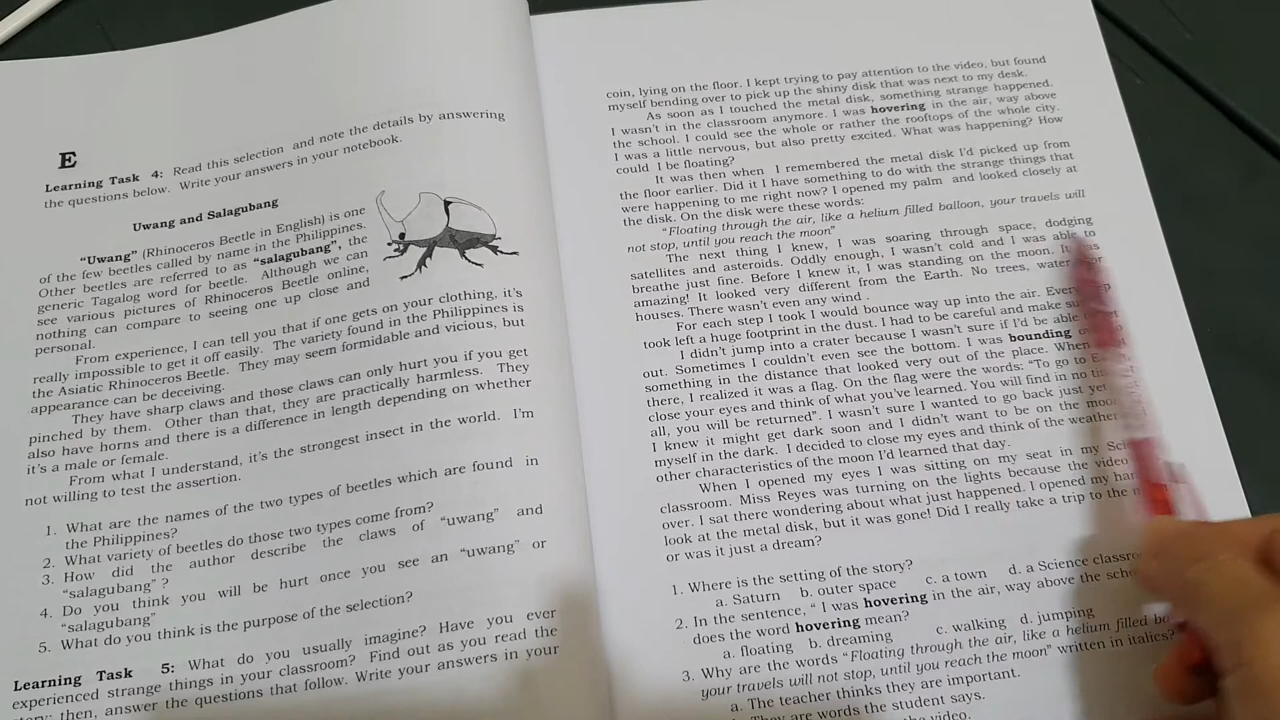 E
Learning Task 4: Read this selection and note the details by answering
the questions below. Write your answers in your notebook.
Uwang and Salagubang
"Uwang" (Rhinoceros Beetle in English) is one
of the few beetles called by name in the Philippines.
Other beetles are referred to as "salagubang", the
generic Tagalog word for beetle. Although we can
see various pictures of Rhinoceros Beetle online,
nothing can compare to seeing one up close and
personal.
From experience, I can tell you that if one gets on your clothing, it's
really impossible to get it off easily. The variety found in the Philippines is
the Asiatic Rhinoceros Beetle. They may seem formidable and vicious, but
appearance can be deceiving.
They have sharp claws and those claws can only hurt you if you get
pinched by them. Other than that, they are practically harmless. They
also have horns and there is a difference in length depending on whether
it's a male or female.
From what I understand, it's the strongest insect in the world. I'm
not willing to test the assertion.
1. What are the names of the two types of beetles which are found in
the Philippines?
2. What variety of beetles do those two types come from?
3. How did the author describe the claws of "uwang" and
"salagubang" ?
4. Do you think you will be hurt once you see an "uwang" or
"salagubang"
5. What do you think is the purpose of the selection?
Learning Task 5: What do you usually imagine? Have you ever
experienced strange things in your classroom? Find out as you read the
then, answer the questions that follow. Write your answers in your
coin, lying on the floor. I kept trying to pay attention to the video, but found
myself bending over to pick up the shiny disk that was next to my desk.
As soon as I touched the metal disk, something strange happened.
I wasn't in the classroom anymore. I was hovering in the air, way above
the school. I could see the whole or rather the rooftops of the whole city.
I was a little nervous, but also pretty excited. What was happening? How
could I be floating?
It was then when I remembered the metal disk I'd picked up from
the floor earlier. Did it I have something to do with the strange things that
were happening to me right now? I opened my palm and looked closely at
the disk. On the disk were these words:
"Floating through the air, like a helium filled balloon, your travels will
not stop, until you reach the moon"
The next thing I knew, I was soaring through space, dodging
satellites and asteroids. Oddly enough, I wasn't cold and I was able to
breathe just fine. Before I knew it, I was standing on the moon. It
amazing! It looked very different from the Earth. No trees, water
houses. There wasn't even any wind .
For each step I took I would bounce way up into the air.
took left a huge footprint in the dust. I had to be careful and make
I didn't jump into a crater because I wasn't sure if I'd be able
out. Sometimes I couldn't even see the bottom. I was bounding
something in the distance that looked very out of the place. When
there, I realized it was a flag. On the flag were the words: "To go to
close your eyes and think of what you've learned. You will find in no
all, you will be returned". I wasn't sure I wanted to go back just yet
I knew it might get dark soon and I didn't want to be on the
myself in the dark. I decided to close my eyes and think of the weather
other characteristics of the moon I'd learned that day.
When I opened my eyes I was sitting on my seat in my
classroom. Miss Reyes was turning on the lights because the video
over. I sat there wondering about what just happened. I opened my
look at the metal disk, but it was gone! Did I really take a trip to the
or was it just a dream?
1. Where is the setting of the story?
a. Saturn b. outer space c. a town d. a Science
2. In the sentence, " I was hovering in the air, way above the
does the word hovering mean?
a. floating b. dreaming c. walking d. jumping
3. Why are the words "Floating through the air, like a helium filled
your travels will not stop, until you reach the moon" written in italics?
a. The teacher thinks they are important.
They are words the student says.
the video.